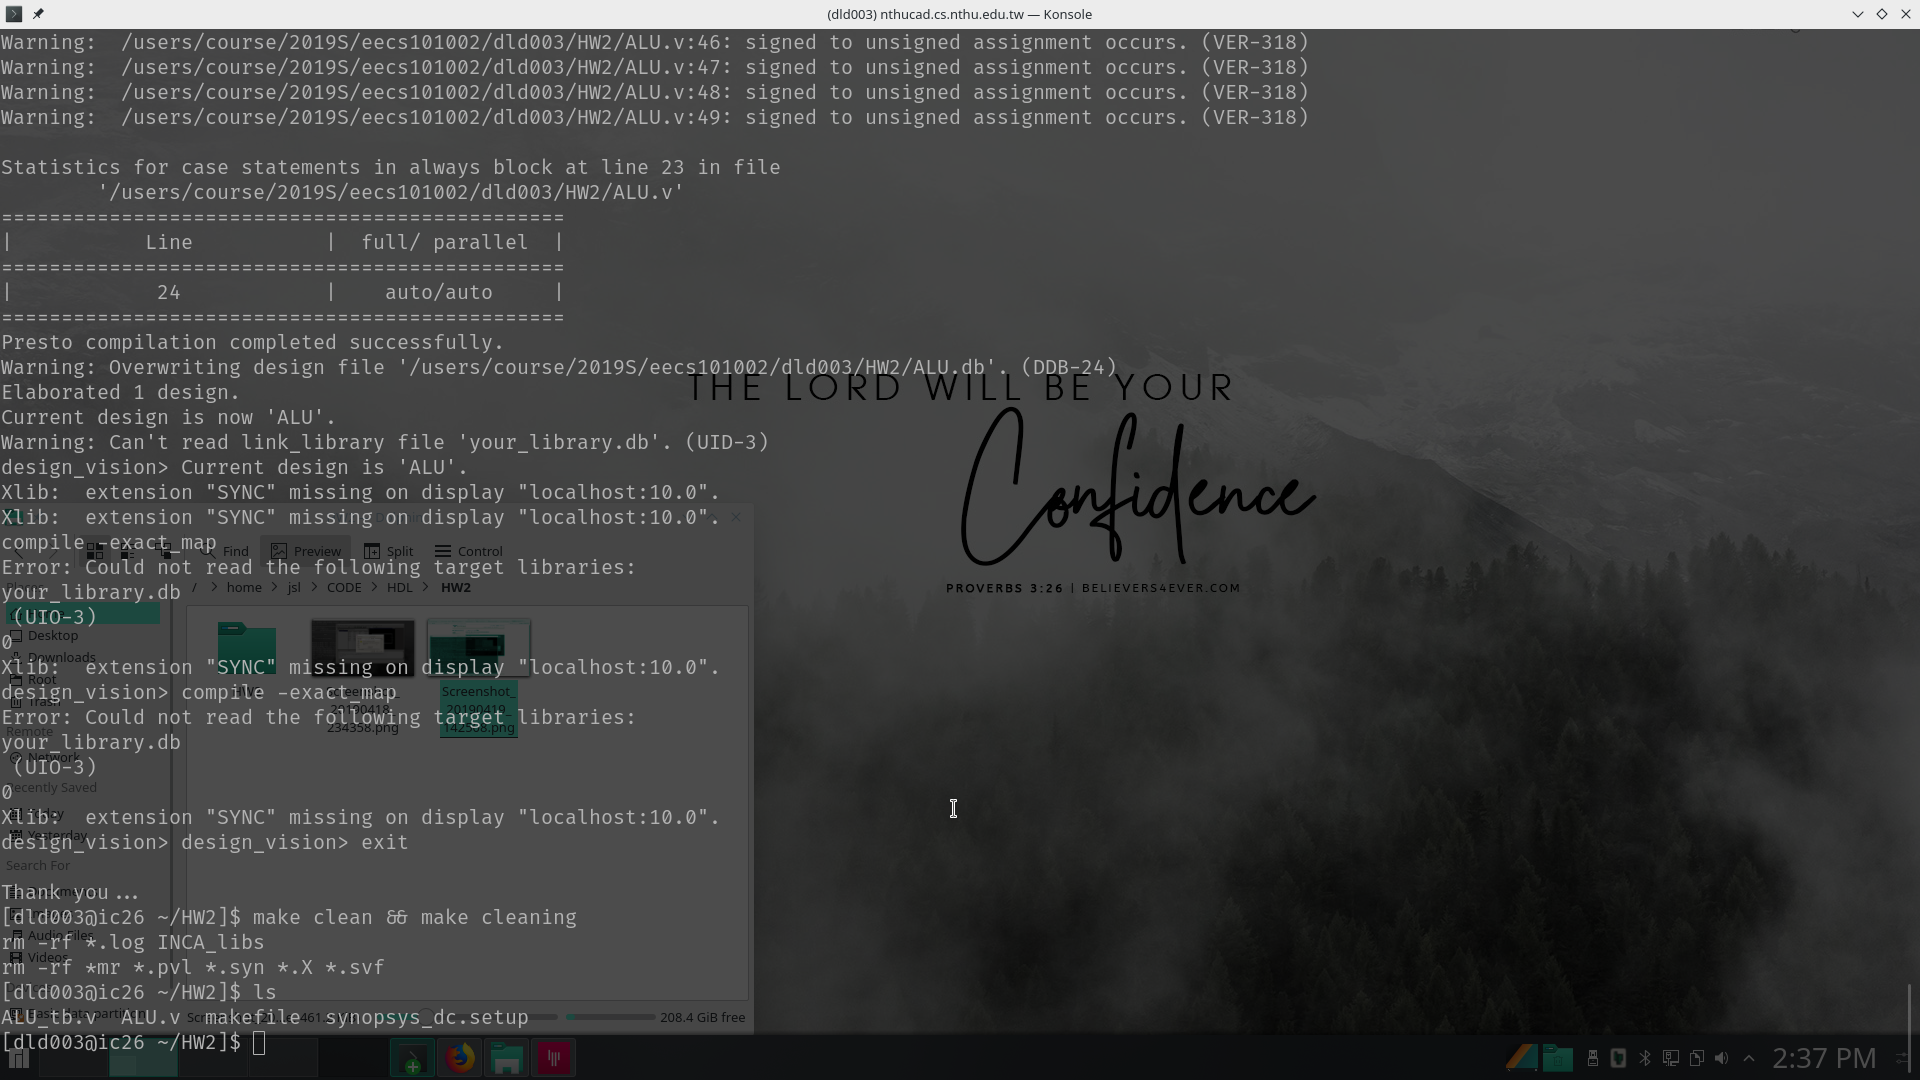 (dld003) nthucad.cs.nthu.edu.tw — Konsole
Warning:  /users/course/2019S/eecs101002/dld003/HW2/ALU.v:46: signed to unsigned assignment occurs. (VER-318)
Warning:  /users/course/2019S/eecs101002/dld003/HW2/ALU.v:47: signed to unsigned assignment occurs. (VER-318)
Warning:  /users/course/2019S/eecs101002/dld003/HW2/ALU.v:48: signed to unsigned assignment occurs. (VER-318)
Warning:  /users/course/2019S/eecs101002/dld003/HW2/ALU.v:49: signed to unsigned assignment occurs. (VER-318)
Statistics for case statements in always block at line 23 in file
'/users/course/2019S/eecs101002/dld003/HW2/ALU.v'
===============================================
|           Line           |  full/ parallel  |
===============================================
|            24            |    auto/auto     |
===============================================
Presto compilation completed successfully.
Warning: Overwriting design file '/users/course/2019S/eecs101002/dld003/HW2/ALU.db'. (DDB-24)
THE LORD WILL BE YOUR
Confidence
PROVERBS 3:26 | BELIEVERS4EVER.COM
Elaborated 1 design.
Current design is now 'ALU'.
Warning: Can't read link_library file 'your_library.db'. (UID-3)
design_vision> Current design is 'ALU'.
Xlib:  extension "SYNC" missing on display "localhost:10.0".
Xlib:  extension "SYNC" missing on display "localhost:10.0".
compile -exact_map
Find Preview Split Control
Error: Could not read the following target libraries:
/ > home > jsl > CODE > HDL > HW2
your_library.db
(UIO-3)
0
Desktop
Downloads
Xlib:  extension "SYNC" missing on display "localhost:10.0".
Root
design_vision> compile -exact_map
Trash
Screenshot_
20190418_
234358.png
Screenshot_
20190419_
142508.png
Error: Could not read the following target libraries:
Remote
your_library.db
Network
(UIO-3)
Recently Saved
0
Today
Xlib:  extension "SYNC" missing on display "localhost:10.0".
Yesterday
design_vision> design_vision> exit
Search For
Thank you...
[dld003@ic26 ~/HW2]$ make clean && make cleaning
Audio Files
rm -rf *.log INCA_libs
Videos
rm -rf *mr *.pvl *.syn *.X *.svf
[dld003@ic26 ~/HW2]$ ls
ALU_tb.v  ALU.v  makefile  synopsys_dc.setup
208.4 GiB free
[dld003@ic26 ~/HW2]$
2:37 PM